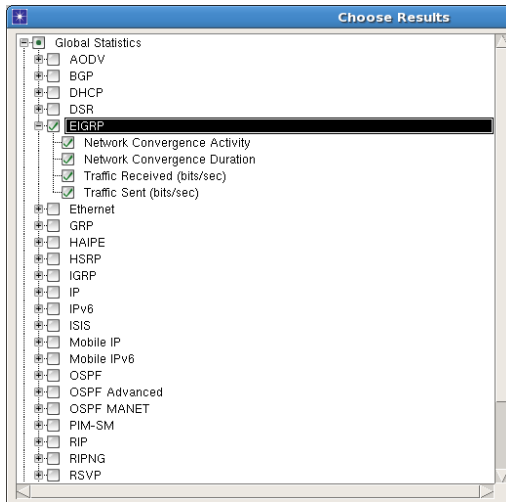 Choose Results
Global Statistics
AODV
BGP
DHCP
DSR
EIGRP
Network Convergence Activity
Network Convergence Duration
Traffic Received (bits/sec)
Traffic Sent (bits/sec)
Ethernet
GRP
HAIPE
HSRP
IGRP
IP
IPv6
ISIS
Mobile IP
Mobile IPv6
OSPF
OSPF Advanced
OSPF MANET
PIM-SM
RIP
RIPNG
RSVP